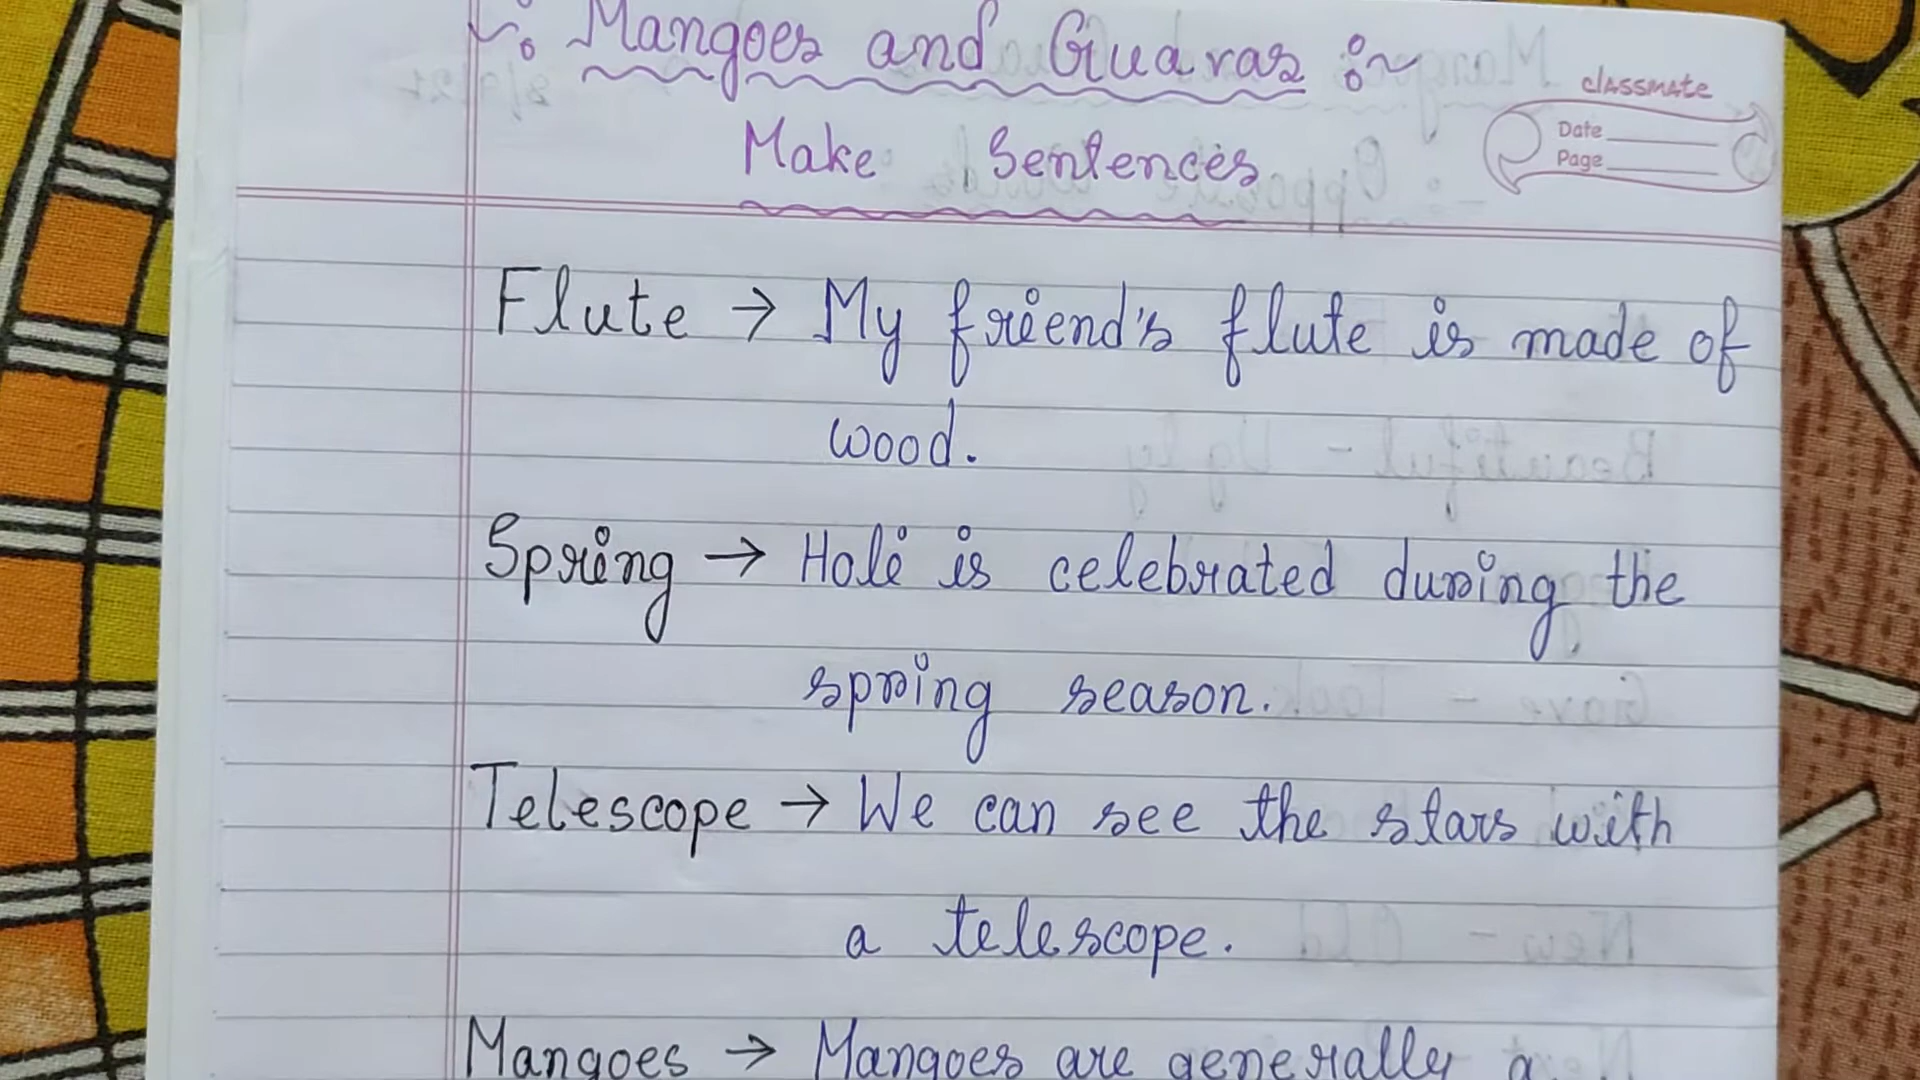 ~: Mangoes and Guavas :~
Make Sentences
classmate
Date
Page
Flute → My friend's flute is made of
wood.
Spring → Holi is celebrated during the
spring season.
Telescope → We can see the stars with
a telescope.
Mangoes → Mangoes are generally a